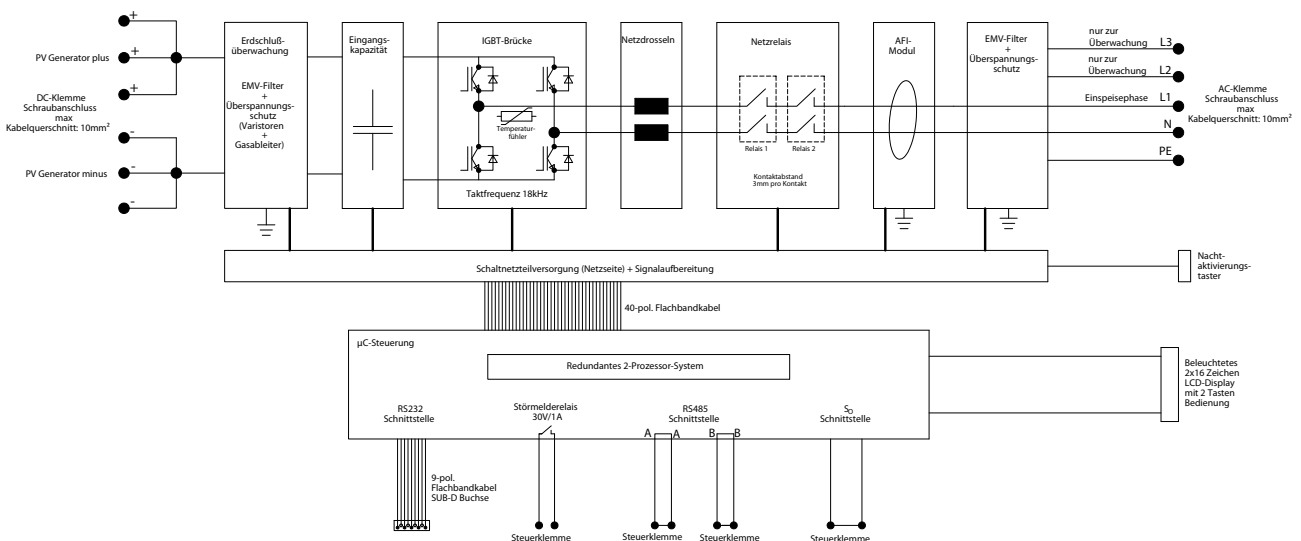 +
PV Generator plus
+
+
DC-Klemme
Schraubanschluss
max
Kabelquerschnitt: 10mm²
-
PV Generator minus
-
-
Erdschluß-
überwachung
EMV-Filter
+
Überspannungs-
schutz
(Varistoren
+
Gasableiter)
Eingangs-
kapazität
IGBT-Brücke
Temperatur-
fühler
Taktfrequenz 18kHz
Netzdrosseln
Netzrelais
Relais 1
Relais 2
Kontaktabstand
3mm pro Kontakt
AFI-
Modul
EMV-Filter
+
Überspannungs-
schutz
nur zur
Überwachung L3
nur zur
Überwachung L2
Einspeisephase L1
N
PE
AC-Klemme
Schraubanschluss
max
Kabelquerschnitt: 10mm²
Schaltnetzteilversorgung (Netzseite) + Signalaufbereitung
Nacht-
aktivierungs-
taster
40-pol. Flachbandkabel
µC-Steuerung
Redundantes 2-Prozessor-System
Beleuchtetes
2x16 Zeichen
LCD-Display
mit 2 Tasten
Bedienung
RS232
Schnittstelle
Störmelderelais
30V/1A
RS485
Schnittstelle
A A B B
S0
Schnittstelle
9-pol.
Flachbandkabel
SUB-D Buchse
Steuerklemme
Steuerklemme
Steuerklemme
Steuerklemme